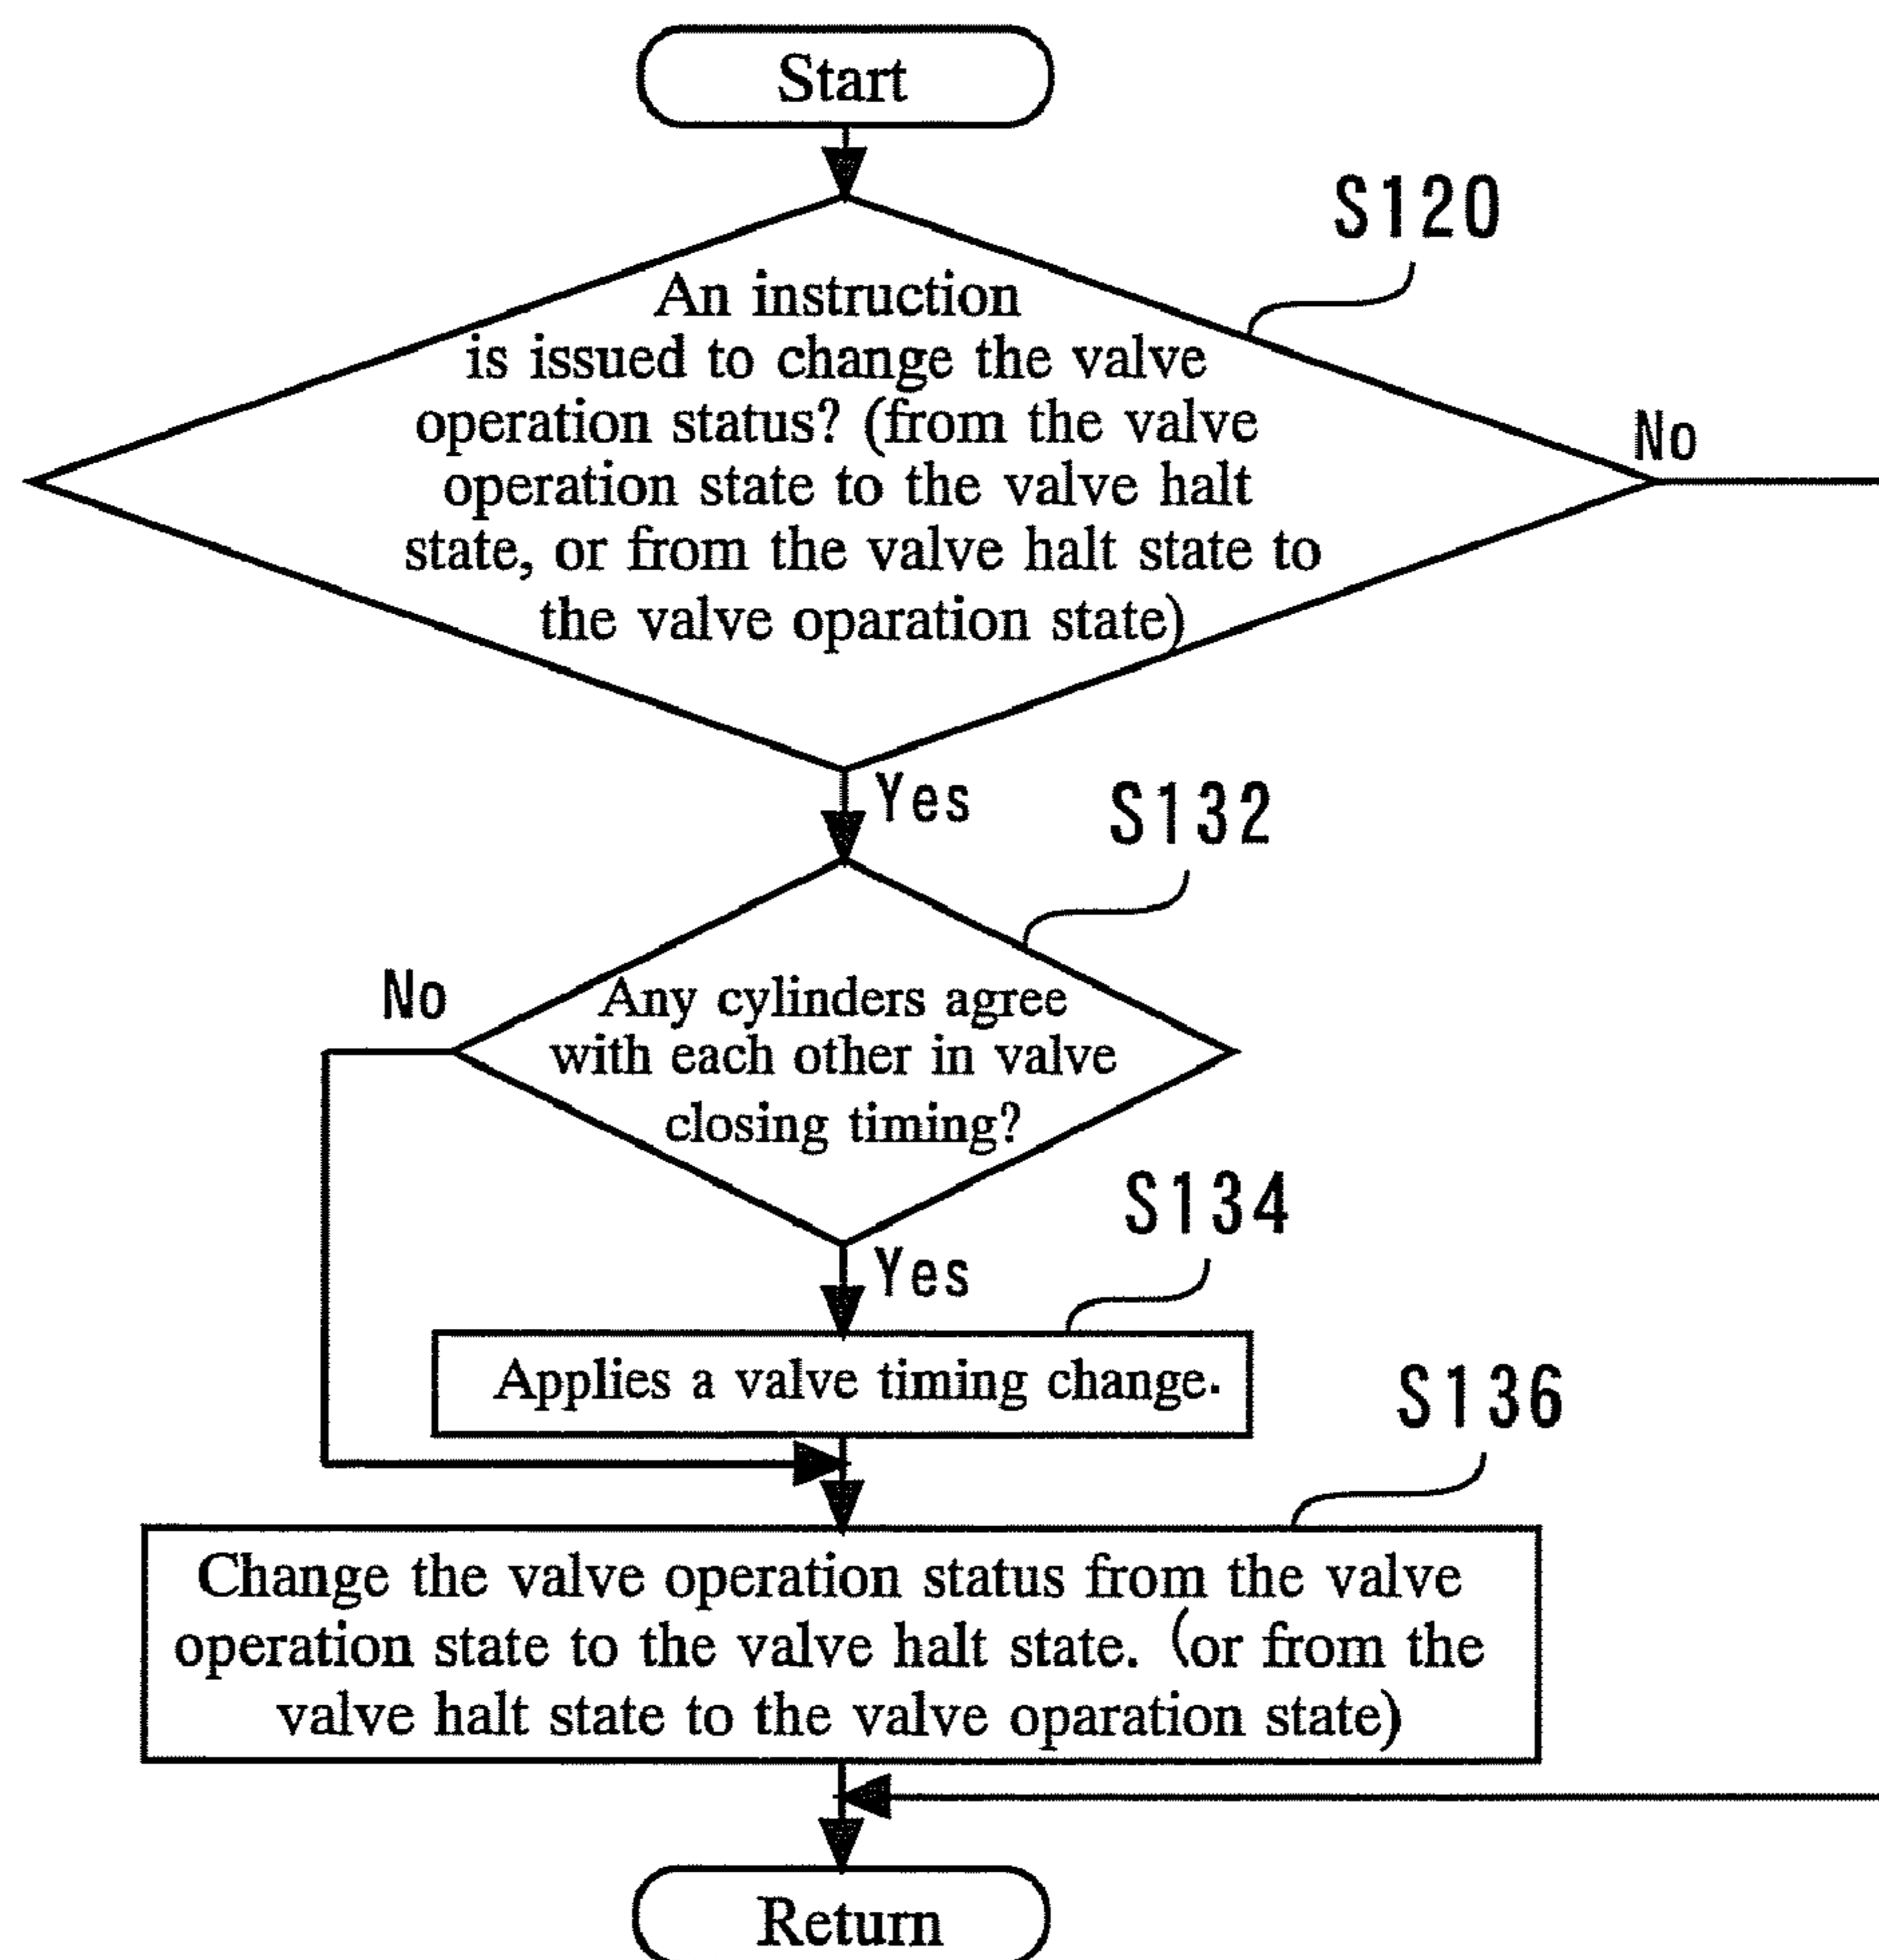 Start
S120
An instruction
is issued to change the valve
operation status? (from the valve
operation state to the valve halt
state, or from the valve halt state to
the valve oparation state)
No
Yes
S132
No
Any cylinders agree
with each other in valve
closing timing?
Yes
S134
Applies a valve timing change.
S136
Change the valve operation status from the valve
operation state to the valve halt state. (or from the
valve halt state to the valve oparation state)
Return